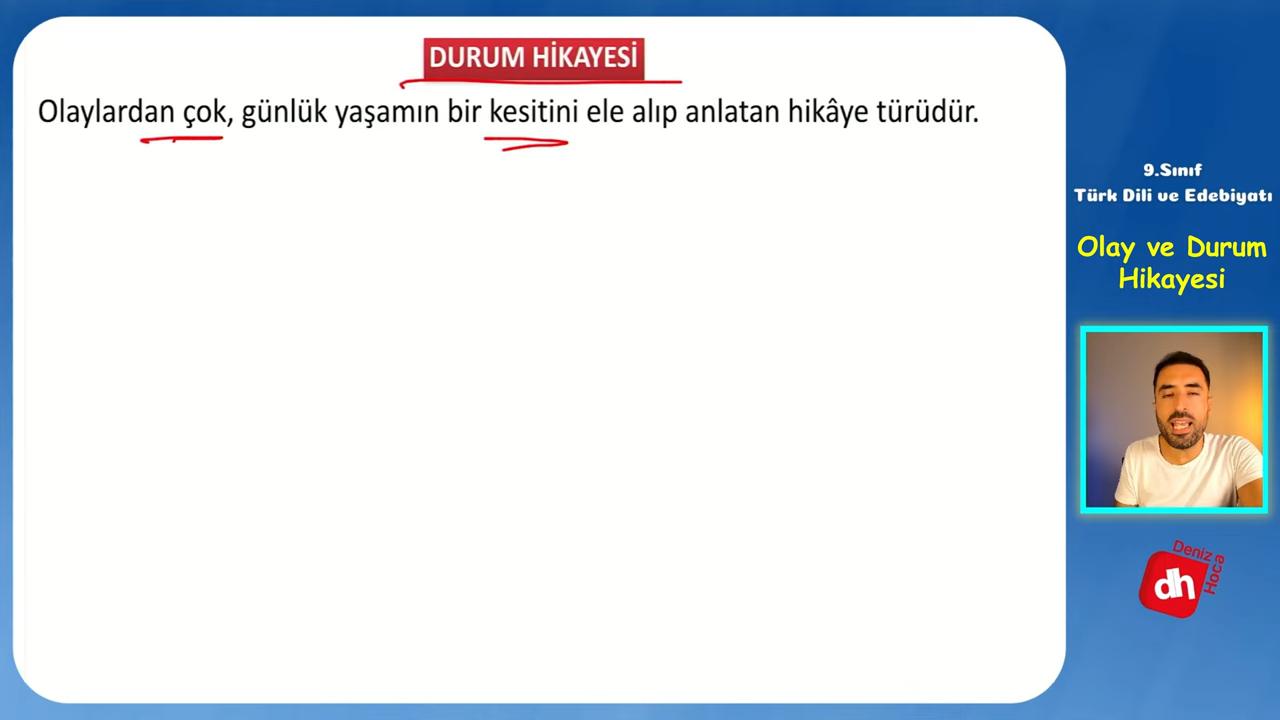 DURUM HİKAYESİ
Olaylardan çok, günlük yaşamın bir kesitini ele alıp anlatan hikâye türüdür.
9.Sınıf
Türk Dili ve Edebiyatı
Olay ve Durum
Hikayesi
Deniz
Hoca
dh